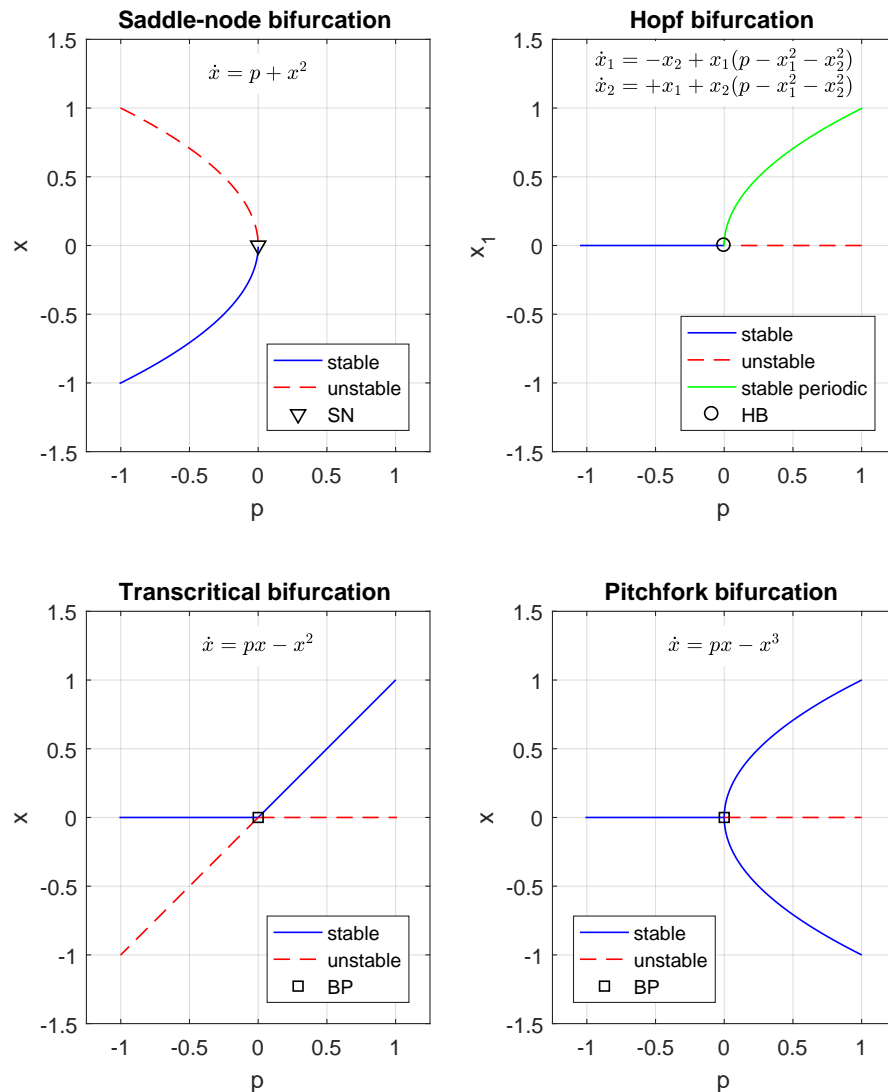 Saddle-node bifurcation
1.5
ẋ = p + x²
1
0.5
x
0
-0.5
stable
unstable
SN
-1
-1.5
-1 -0.5 0 0.5 1
p
Hopf bifurcation
1.5
ẋ₁ = −x₂ + x₁(p − x₁² − x₂²)
ẋ₂ = +x₁ + x₂(p − x₁² − x₂²)
1
0.5
x₁
0
-0.5
stable
unstable
stable periodic
HB
-1
-1.5
-1 -0.5 0 0.5 1
p
Transcritical bifurcation
1.5
ẋ = px − x²
1
0.5
x
0
-0.5
stable
unstable
BP
-1
-1.5
-1 -0.5 0 0.5 1
p
Pitchfork bifurcation
1.5
ẋ = px − x³
1
0.5
x
0
-0.5
stable
unstable
BP
-1
-1.5
-1 -0.5 0 0.5 1
p